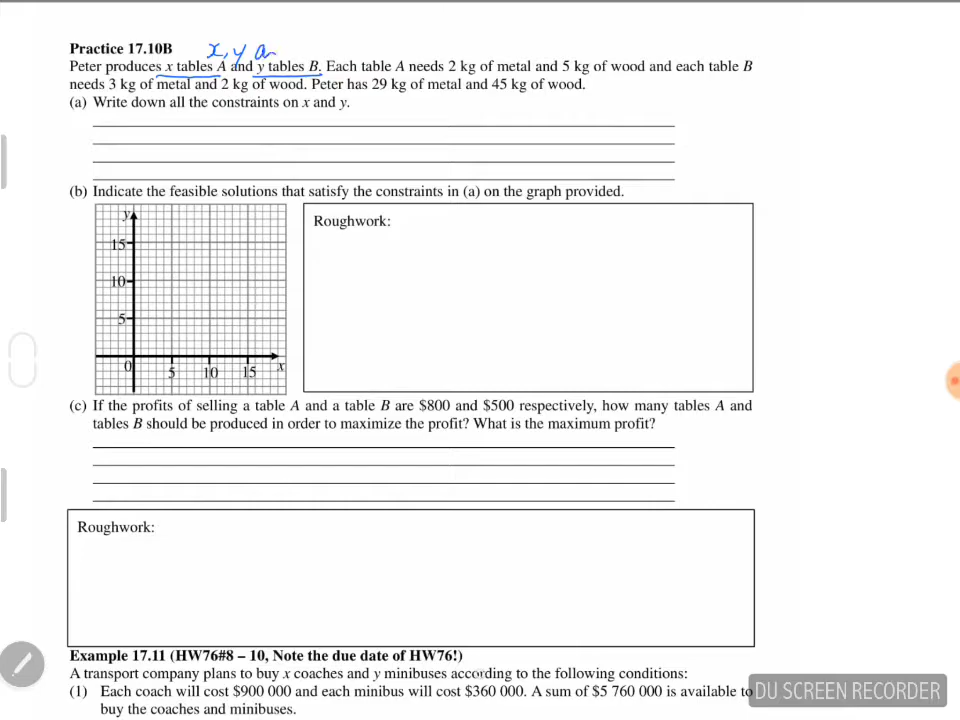 Practice 17.10B
x, y a
Peter produces x tables A and y tables B. Each table A needs 2 kg of metal and 5 kg of wood and each table B
needs 3 kg of metal and 2 kg of wood. Peter has 29 kg of metal and 45 kg of wood.
(a) Write down all the constraints on x and y.
(b) Indicate the feasible solutions that satisfy the constraints in (a) on the graph provided.
y
15
10
5
0
5 10 15 x
Roughwork:
(c) If the profits of selling a table A and a table B are $800 and $500 respectively, how many tables A and
tables B should be produced in order to maximize the profit? What is the maximum profit?
Roughwork:
Example 17.11 (HW76#8 – 10, Note the due date of HW76!)
A transport company plans to buy x coaches and y minibuses according to the following conditions:
(1) Each coach will cost $900 000 and each minibus will cost $360 000. A sum of $5 760 000 is available to
buy the coaches and minibuses.
DU SCREEN RECORDER